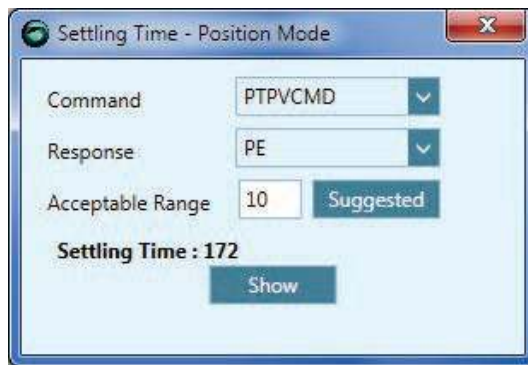 Settling Time - Position Mode
Command PTPVCMD
Response PE
Acceptable Range 10 Suggested
Settling Time : 172
Show